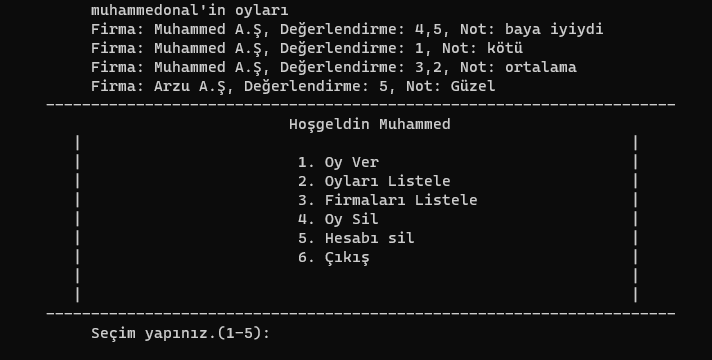 muhammedonal'in oyları
Firma: Muhammed A.Ş, Değerlendirme: 4,5, Not: baya iyiydi
Firma: Muhammed A.Ş, Değerlendirme: 1, Not: kötü
Firma: Muhammed A.Ş, Değerlendirme: 3,2, Not: ortalama
Firma: Arzu A.Ş, Değerlendirme: 5, Not: Güzel
Hoşgeldin Muhammed
1. Oy Ver
2. Oyları Listele
3. Firmaları Listele
4. Oy Sil
5. Hesabı sil
6. Çıkış
Seçim yapınız.(1-5):